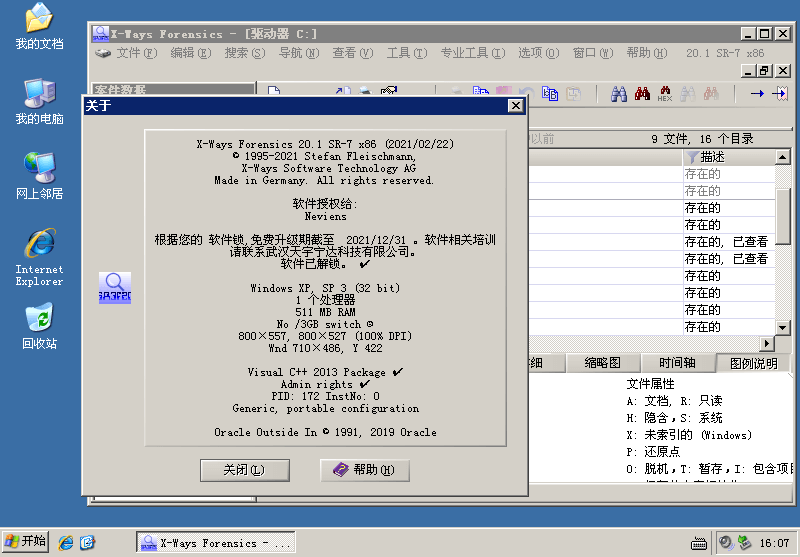 我的文档
我的电脑
网上邻居
Internet
Explorer
回收站
X-Ways Forensics - [驱动器 C:]
文件(F) 编辑(E) 搜索(S) 导航(N) 查看(V) 工具(T) 专业工具(I) 选项(O) 窗口(W) 帮助(H) 20.1 SR-7 x86
案件数据
HEX
以前
9 文件, 16 个目录
描述
存在的
存在的
存在的
存在的
存在的, 已查看
存在的, 已查看
存在的
存在的
存在的
存在的
细 缩略图 时间轴 图例说明
文件属性
A: 文档, R: 只读
H: 隐含, S: 系统
X: 未索引的 (Windows)
P: 还原点
O: 脱机, T: 暂存, I: 包含项目
关于
X-Ways Forensics 20.1 SR-7 x86 (2021/02/22)
© 1995-2021 Stefan Fleischmann,
X-Ways Software Technology AG
Made in Germany. All rights reserved.
软件授权给:
Neviens
根据您的 软件锁,免费升级期截至 2021/12/31 。软件相关培训
请联系武汉天宇宁达科技有限公司。
软件已解锁。 ✔
Windows XP, SP 3 (32 bit)
1 个处理器
511 MB RAM
No /3GB switch ☹
800×557, 800×527 (100% DPI)
Wnd 710×486, Y 422
Visual C++ 2013 Package ✔
Admin rights ✔
PID: 172 InstNo: 0
Generic, portable configuration
Oracle Outside In © 1991, 2019 Oracle
关闭(L) 帮助(H)
开始 X-Ways Forensics - ... 16:07